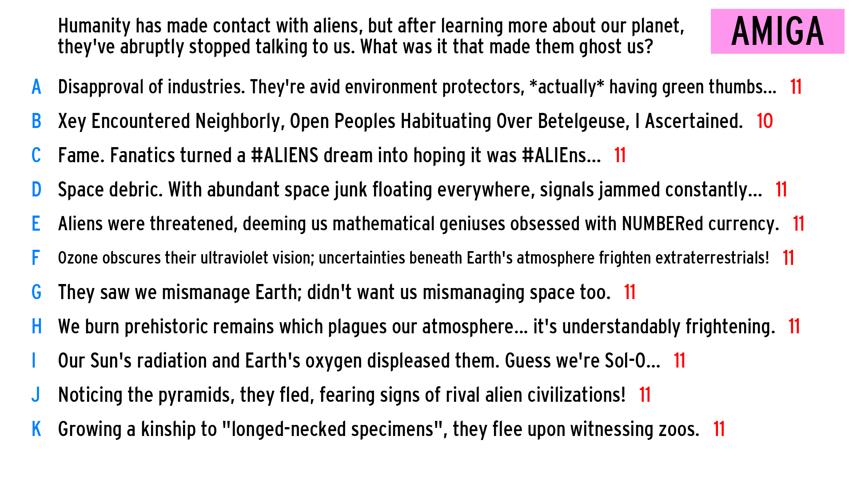 Humanity has made contact with aliens, but after learning more about our planet,
they've abruptly stopped talking to us. What was it that made them ghost us?
AMIGA
A Disapproval of industries. They're avid environment protectors, *actually* having green thumbs... 11
B Xey Encountered Neighborly, Open Peoples Habituating Over Betelgeuse, I Ascertained. 10
C Fame. Fanatics turned a #ALIENS dream into hoping it was #ALIEns... 11
D Space debric. With abundant space junk floating everywhere, signals jammed constantly... 11
E Aliens were threatened, deeming us mathematical geniuses obsessed with NUMBERed currency. 11
F Ozone obscures their ultraviolet vision; uncertainties beneath Earth's atmosphere frighten extraterrestrials! 11
G They saw we mismanage Earth; didn't want us mismanaging space too. 11
H We burn prehistoric remains which plagues our atmosphere... it's understandably frightening. 11
I Our Sun's radiation and Earth's oxygen displeased them. Guess we're Sol-O... 11
J Noticing the pyramids, they fled, fearing signs of rival alien civilizations! 11
K Growing a kinship to "longed-necked specimens", they flee upon witnessing zoos. 11